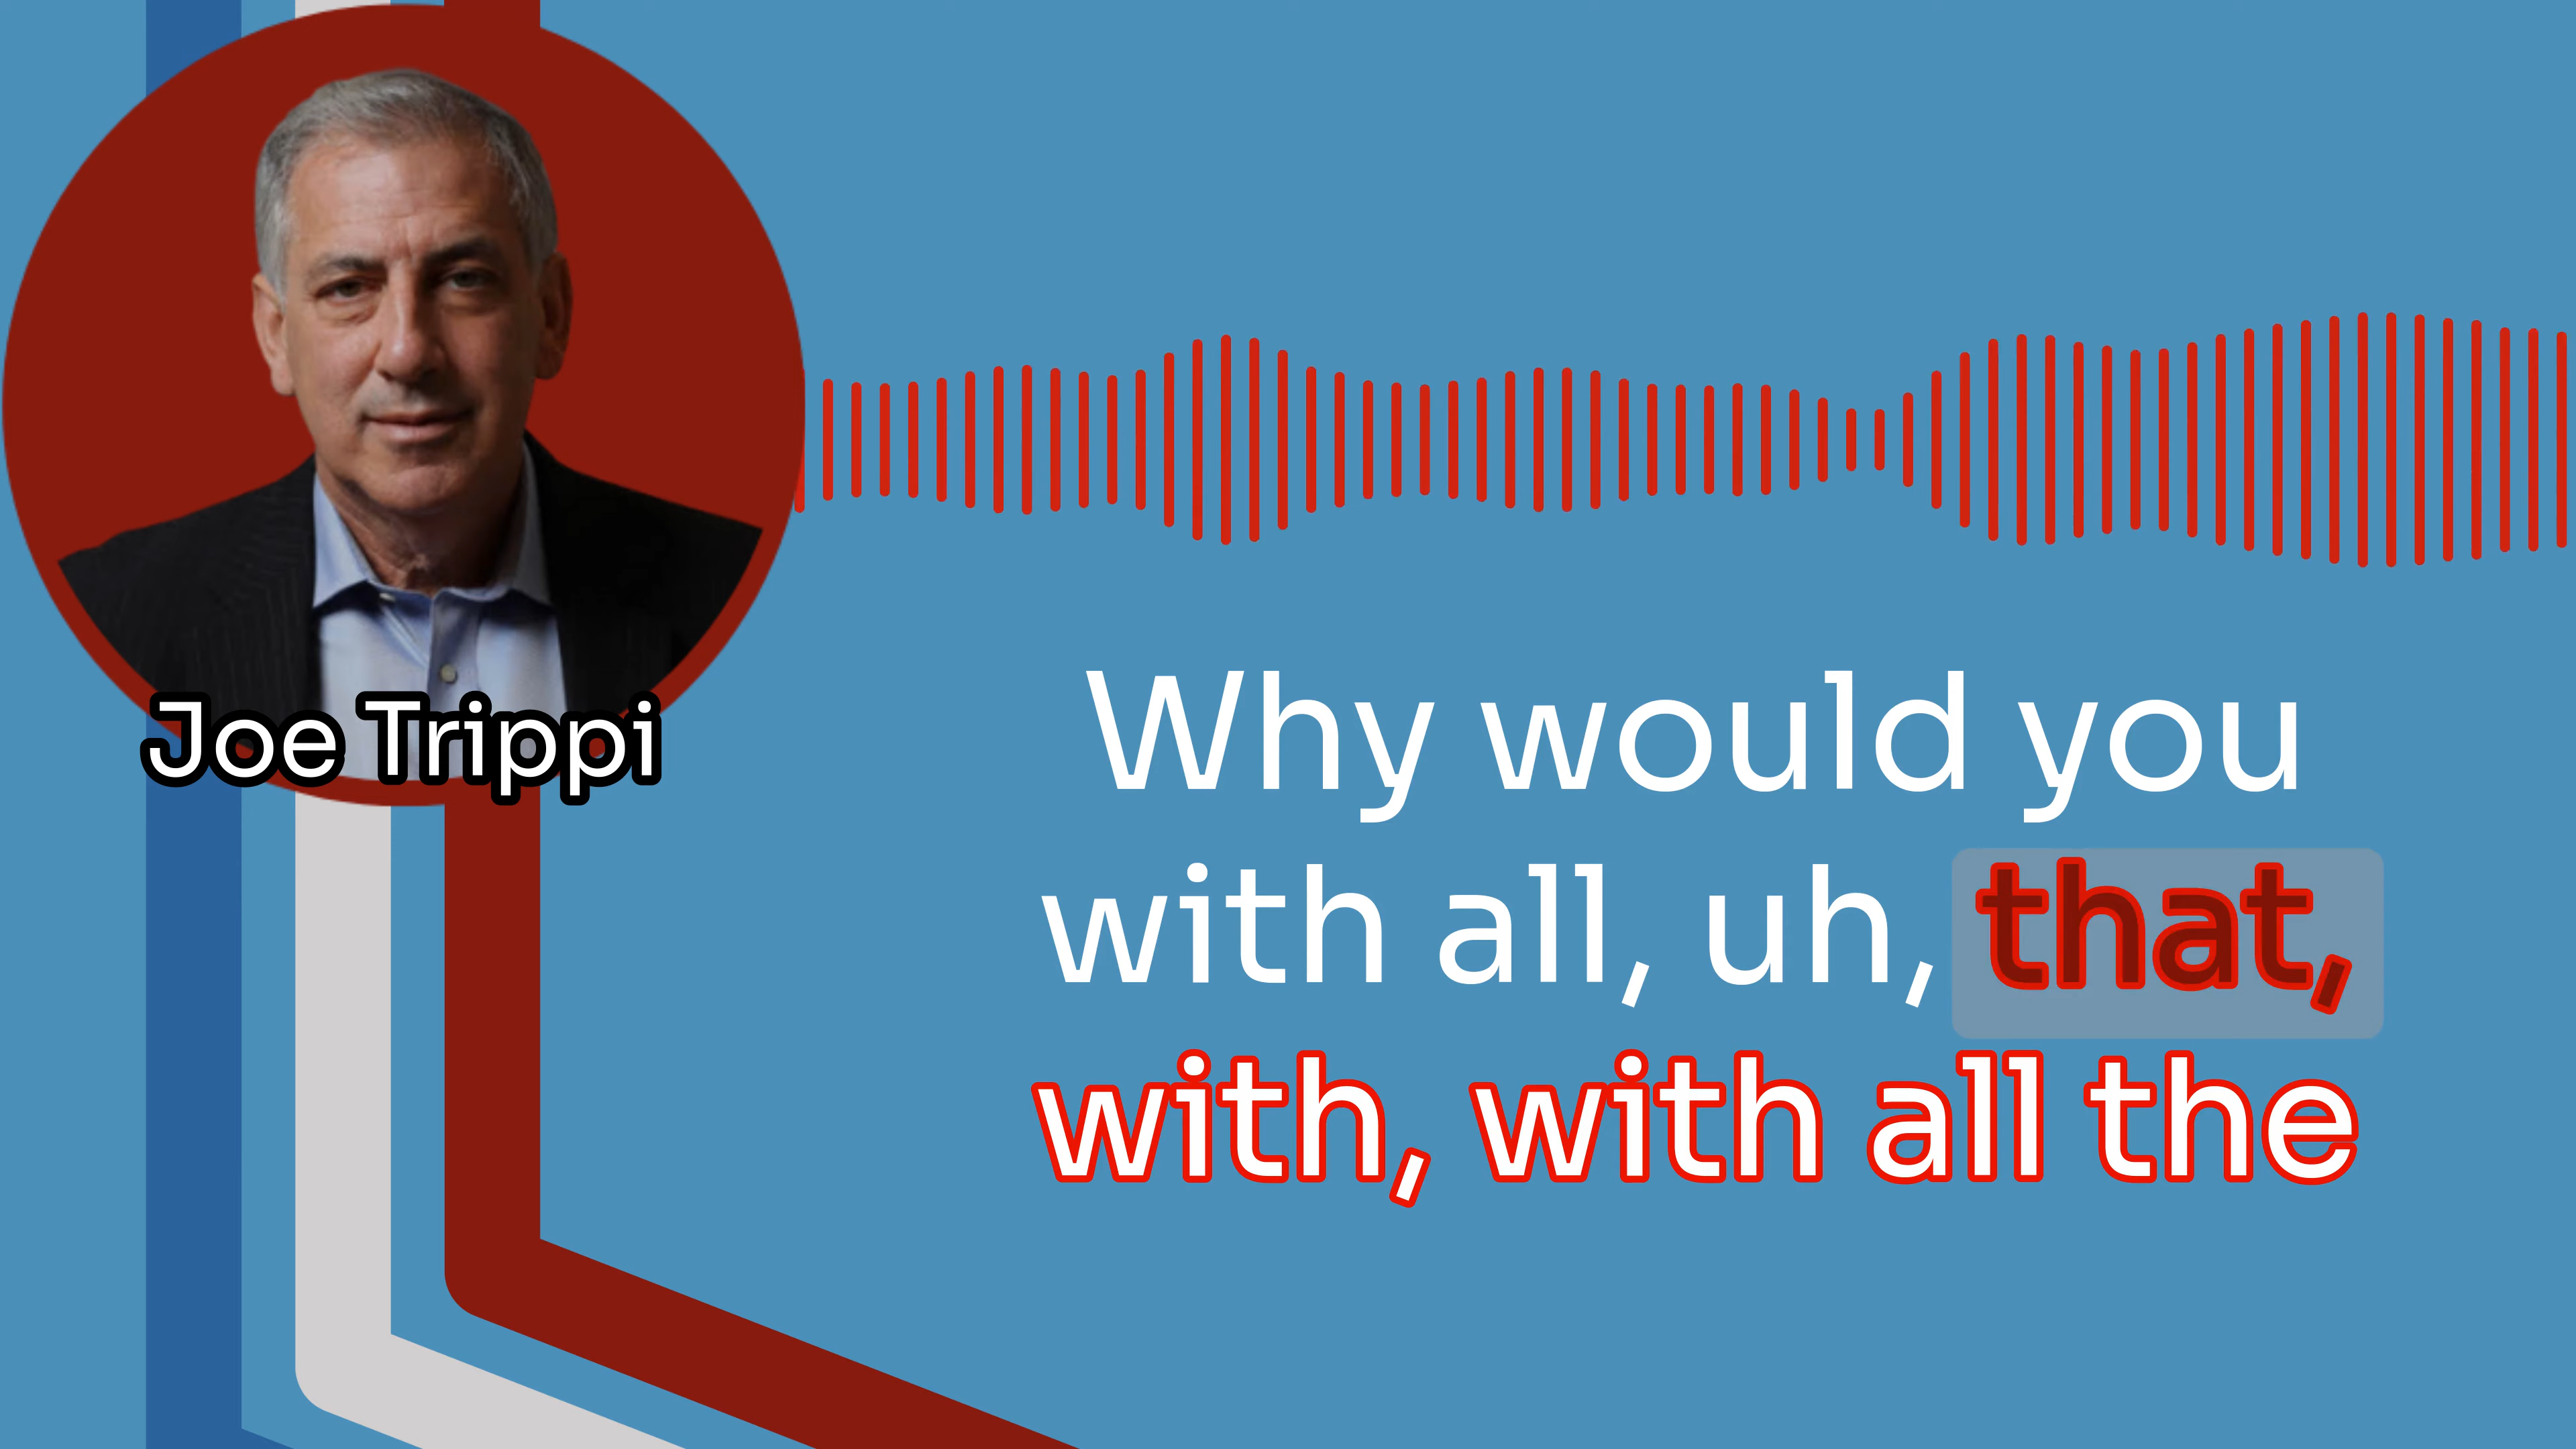 Joe Trippi
Why would you
with all, uh, that,
with, with all the